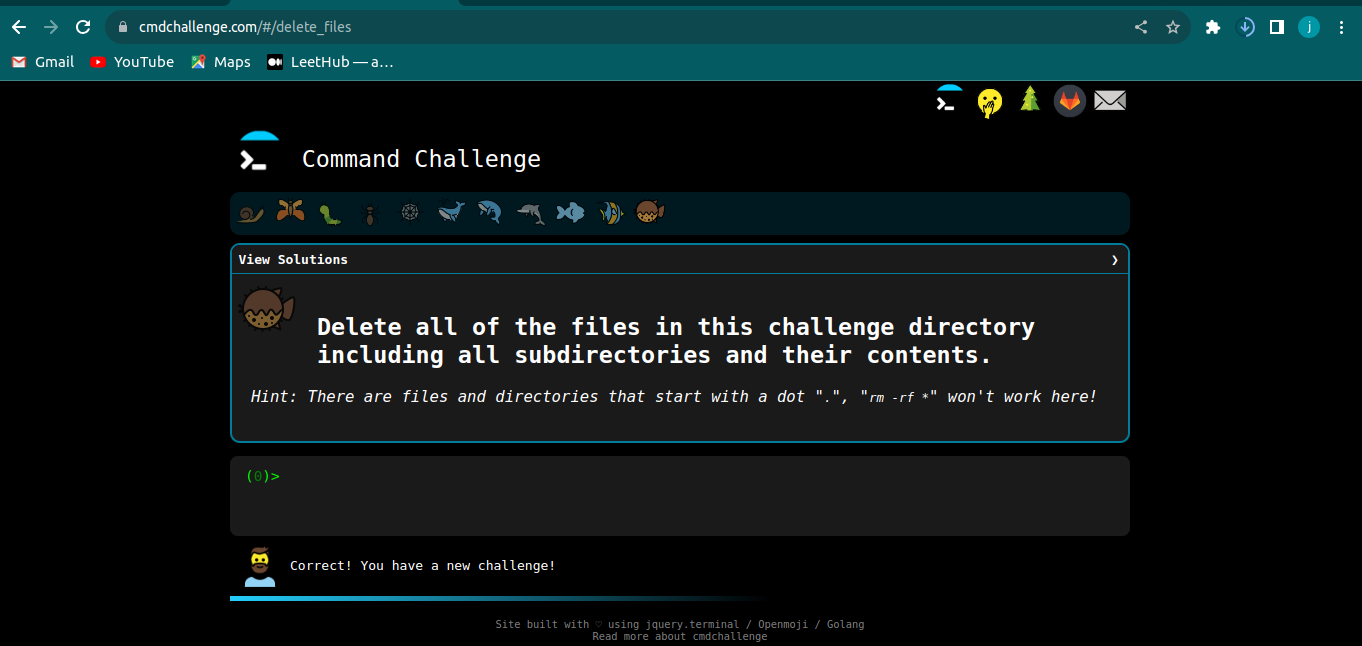 cmdchallenge.com/#/delete_files
j
Gmail YouTube Maps LeetHub — a...
Command Challenge
View Solutions ❯
Delete all of the files in this challenge directory
including all subdirectories and their contents.
Hint: There are files and directories that start with a dot ".", "rm -rf *" won't work here!
(0)>
Correct! You have a new challenge!
Site built with ♡ using jquery.terminal / Openmoji / Golang
Read more about cmdchallenge